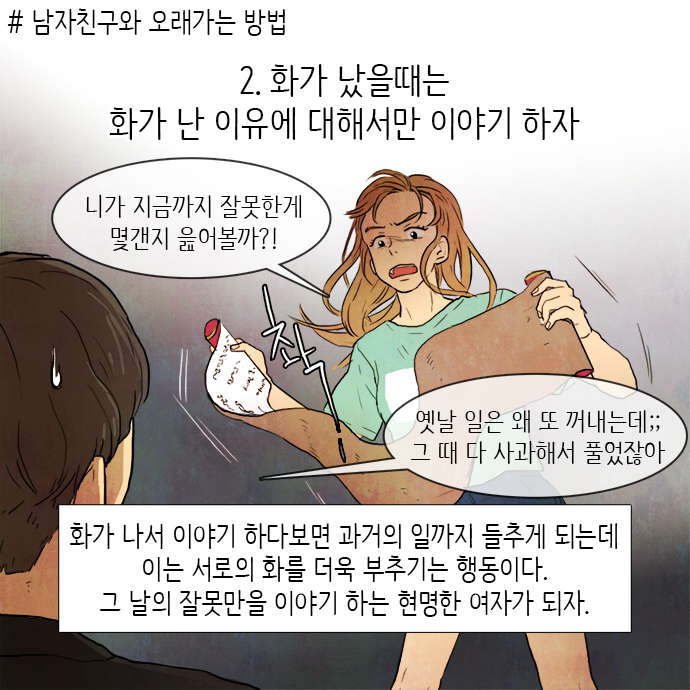 # 남자친구와 오래가는 방법
2. 화가 났을때는
화가 난 이유에 대해서만 이야기 하자
니가 지금까지 잘못한게
몇갠지 읊어볼까?!
옛날 일은 왜 또 꺼내는데;;
그 때 다 사과해서 풀었잖아
화가 나서 이야기 하다보면 과거의 일까지 들추게 되는데
이는 서로의 화를 더욱 부추기는 행동이다.
그 날의 잘못만을 이야기 하는 현명한 여자가 되자.